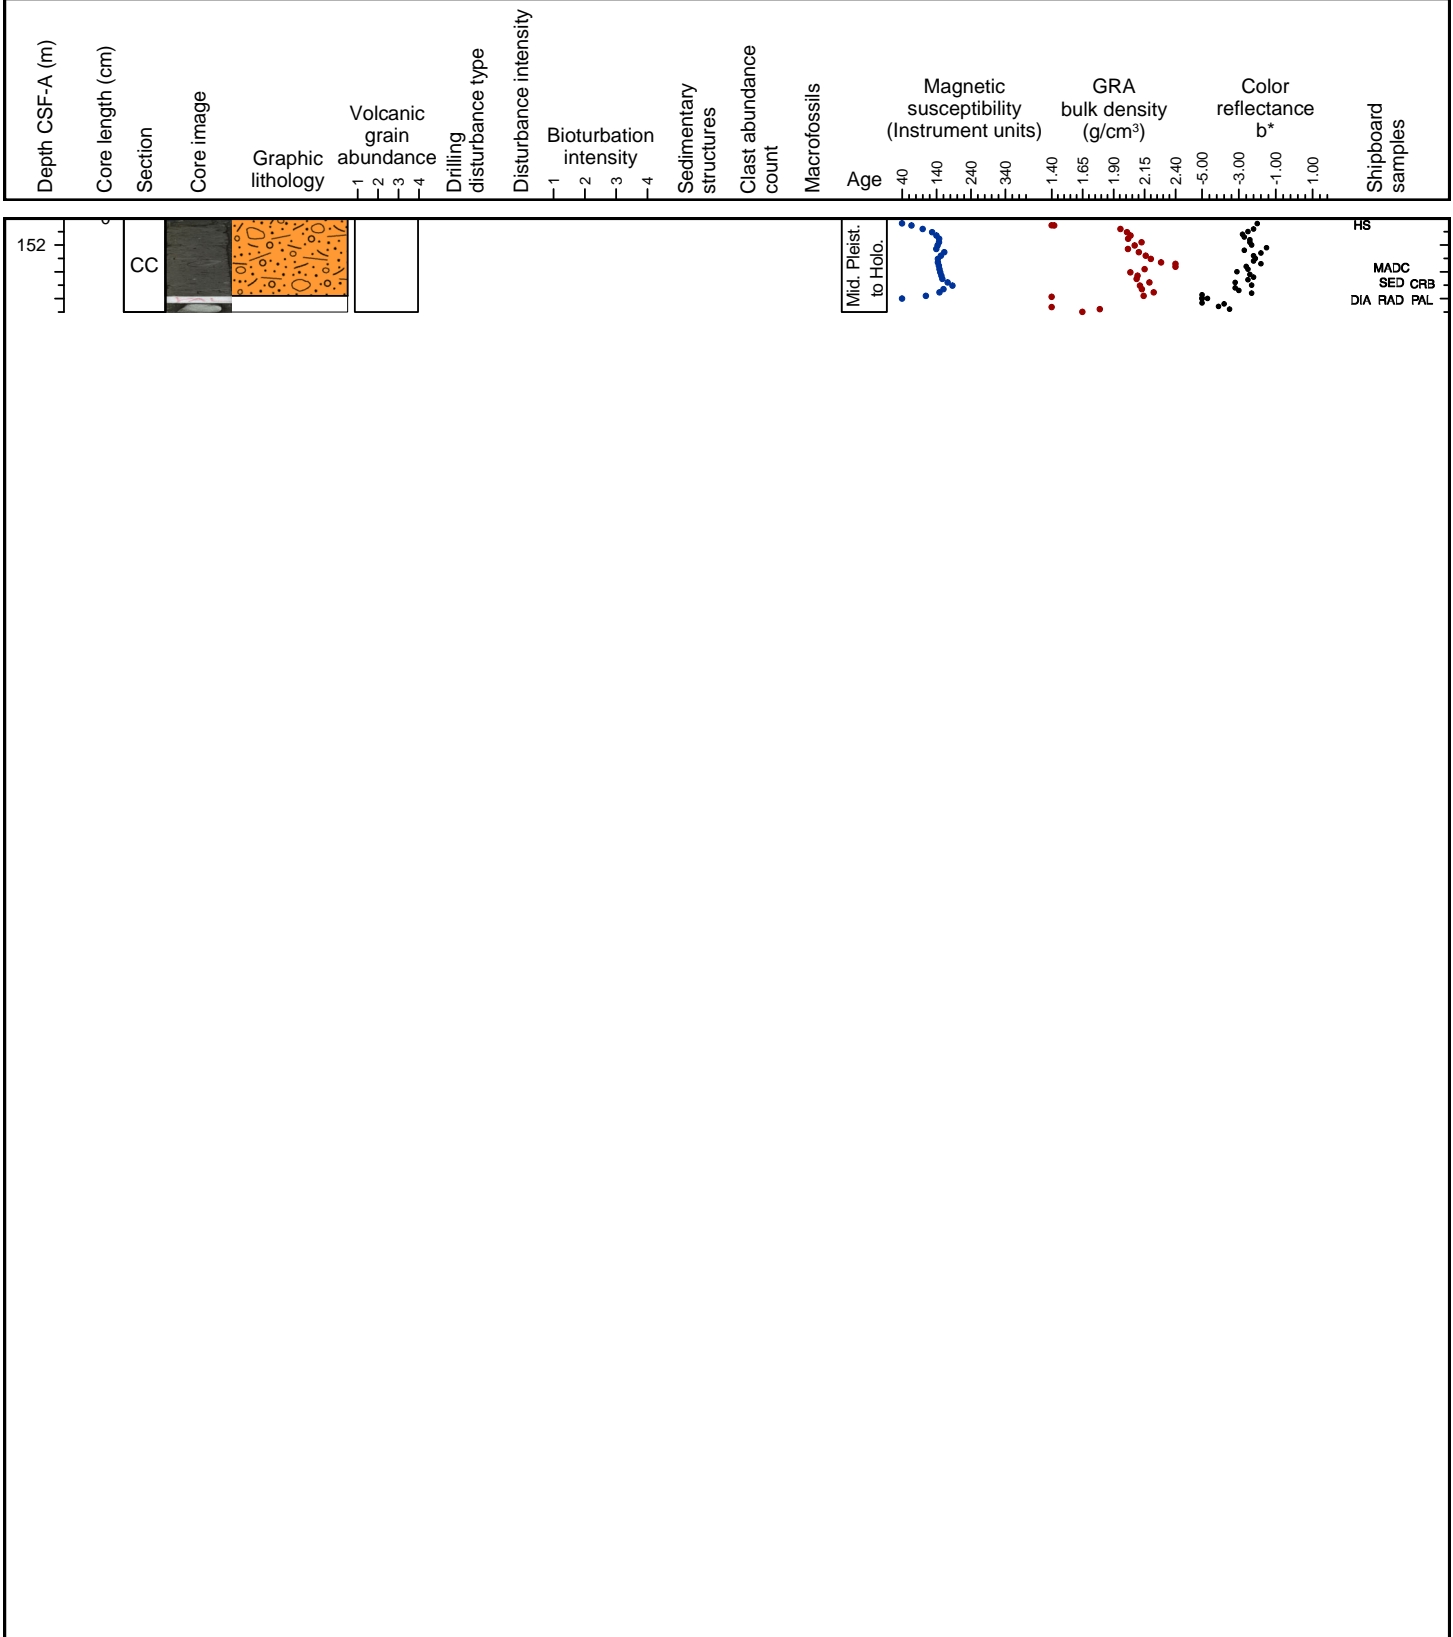 Depth CSF-A (m)
Core length (cm)
Section
Core image
Graphic
lithology
Volcanic
grain
abundance
1
2
3
4
Drilling
disturbance type
Disturbance intensity
Bioturbation
intensity
1
2
3
4
Sedimentary
structures
Clast abundance
count
Macrofossils
Age
Magnetic
susceptibility
(Instrument units)
40
140
240
340
GRA
bulk density
(g/cm³)
1.40
1.65
1.90
2.15
2.40
Color
reflectance
b*
-5.00
-3.00
-1.00
1.00
Shipboard
samples
152
0
CC
Mid. Pleist.
to Holo.
HS
MADC
SED CRB
DIA RAD PAL